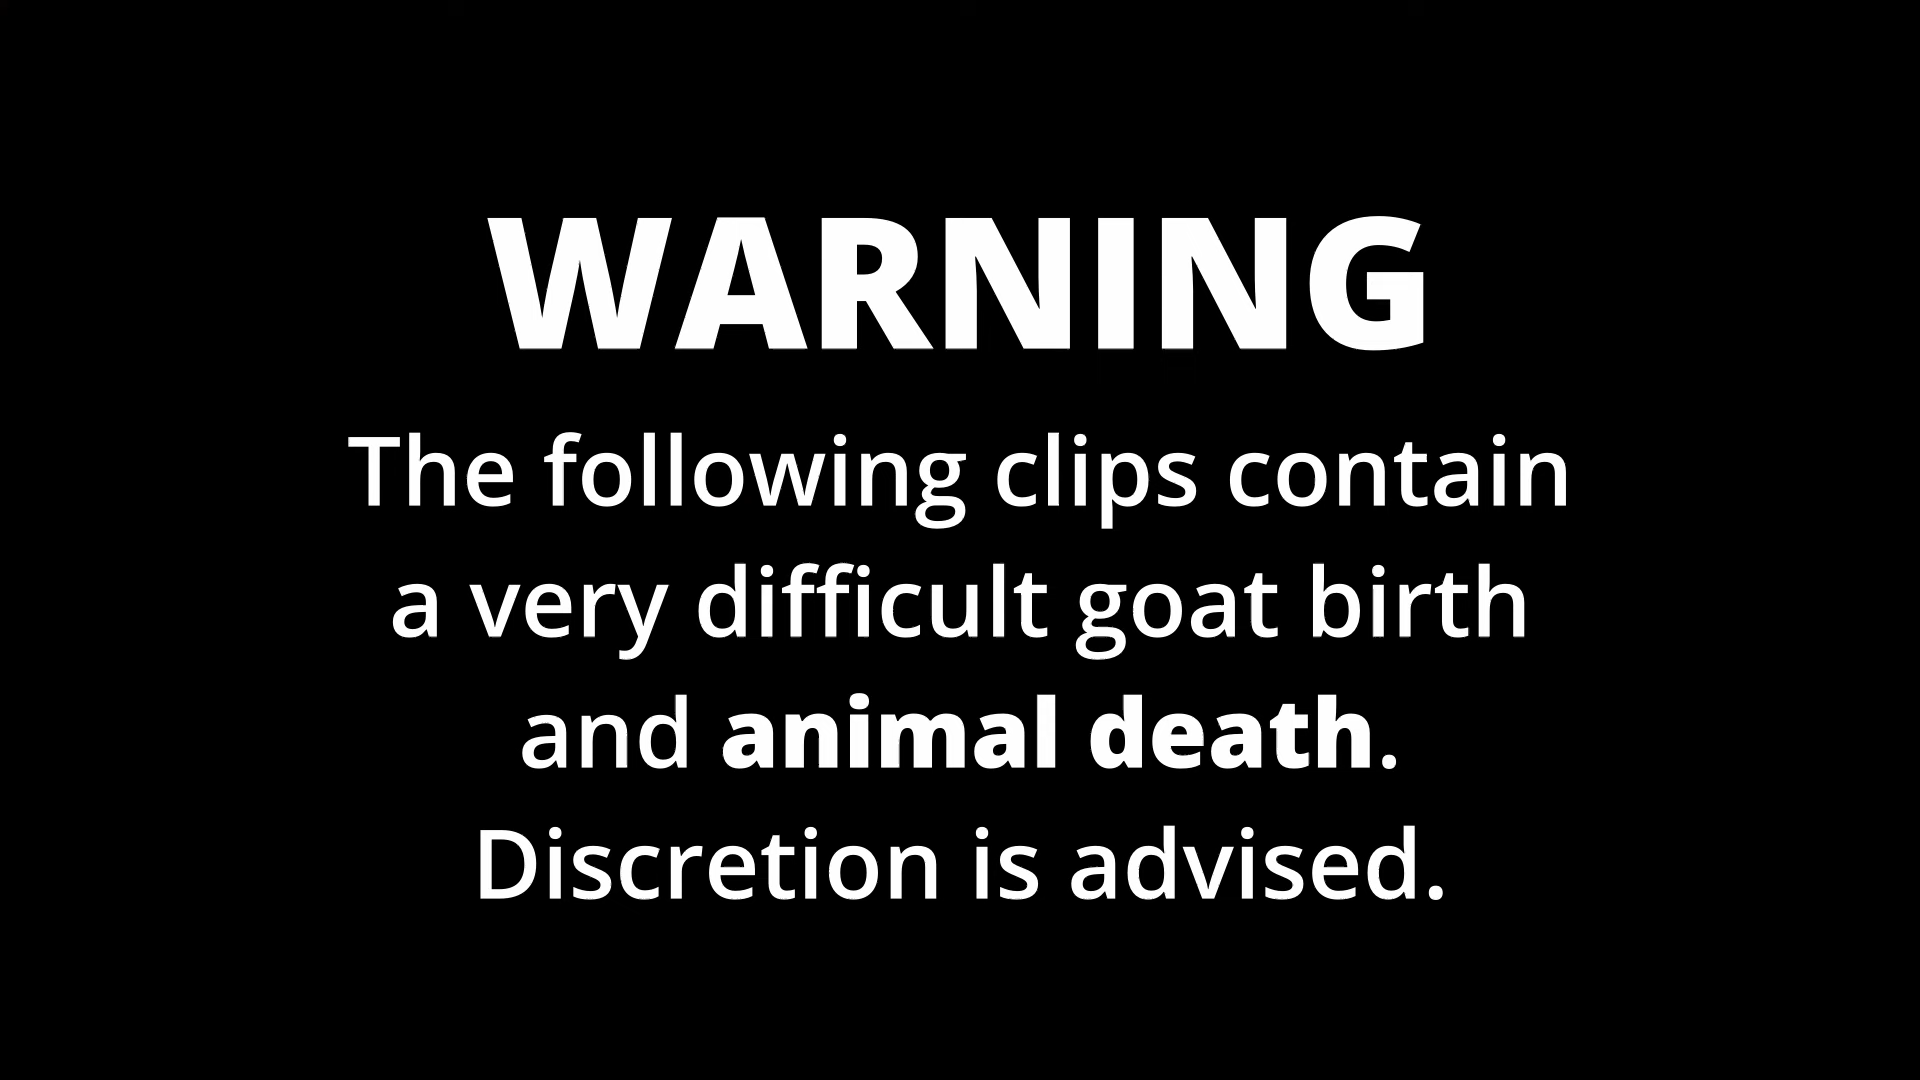 WARNING
The following clips contain
a very difficult goat birth
and animal death.
Discretion is advised.